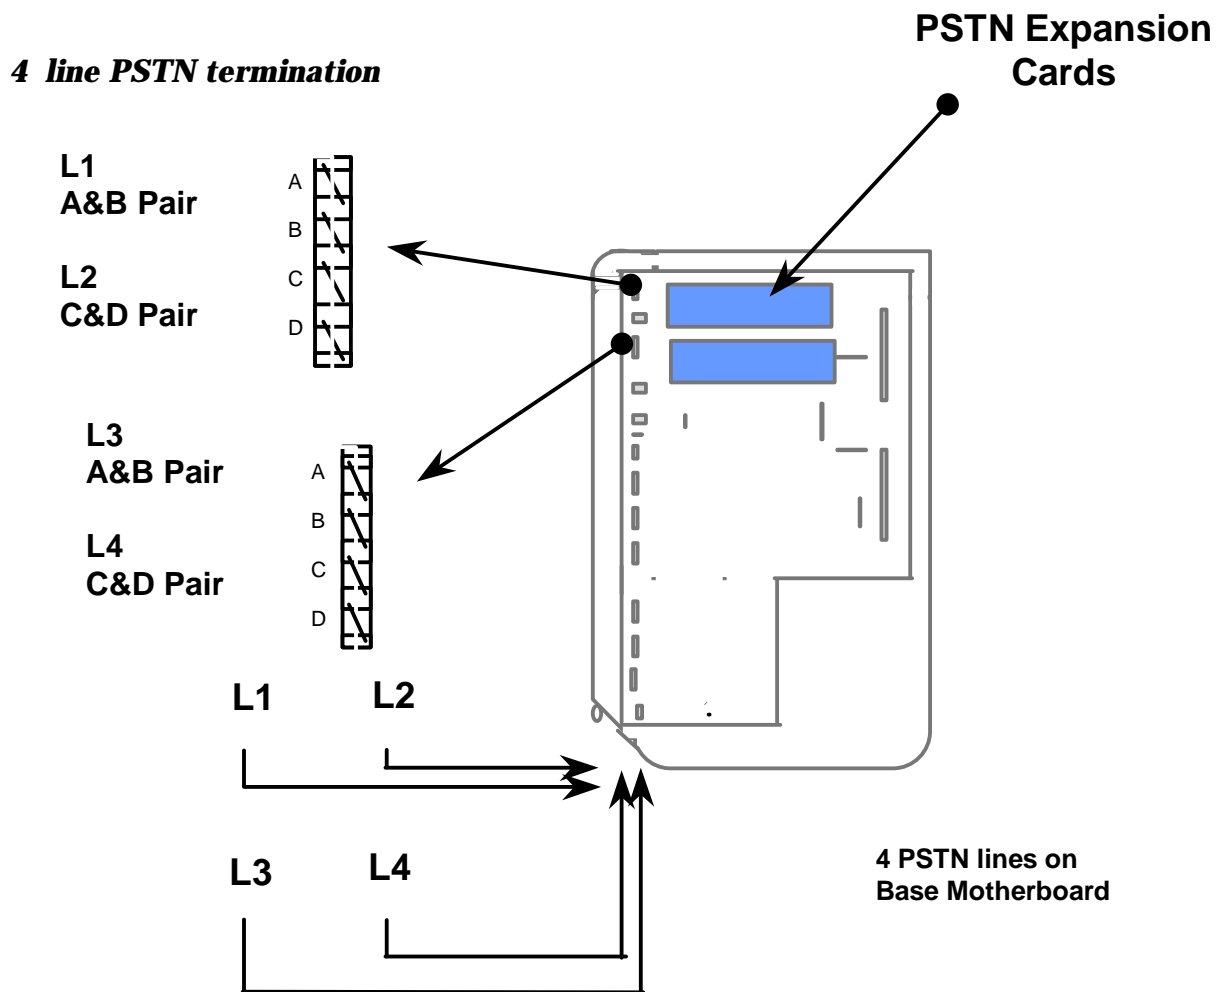 PSTN Expansion
Cards
4 line PSTN termination
L1
A&B Pair
A
B
L2
C&D Pair
C
D
L3
A&B Pair
A
B
L4
C&D Pair
C
D
L1 L2
L3 L4
4 PSTN lines on
Base Motherboard